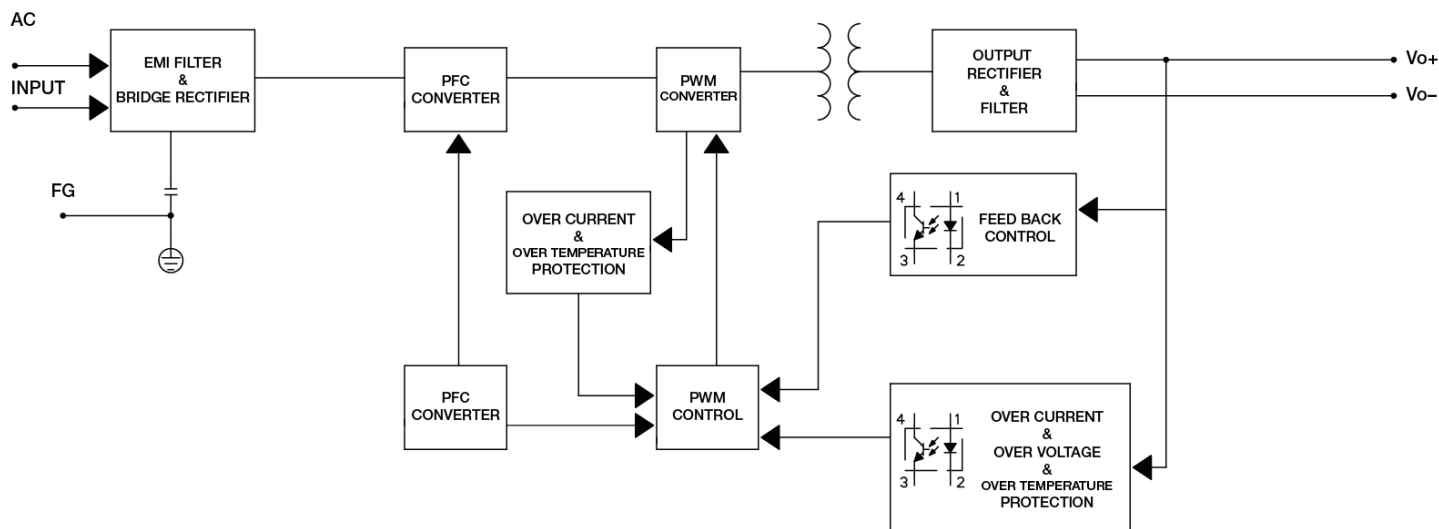 AC
INPUT
EMI FILTER
&
BRIDGE RECTIFIER
PFC
CONVERTER
PWM
CONVERTER
OUTPUT
RECTIFIER
&
FILTER
Vo+
Vo-
FG
OVER CURRENT
&
OVER TEMPERATURE
PROTECTION
4 1
3 2
FEED BACK
CONTROL
PFC
CONVERTER
PWM
CONTROL
4 1
3 2
OVER CURRENT
&
OVER VOLTAGE
&
OVER TEMPERATURE
PROTECTION